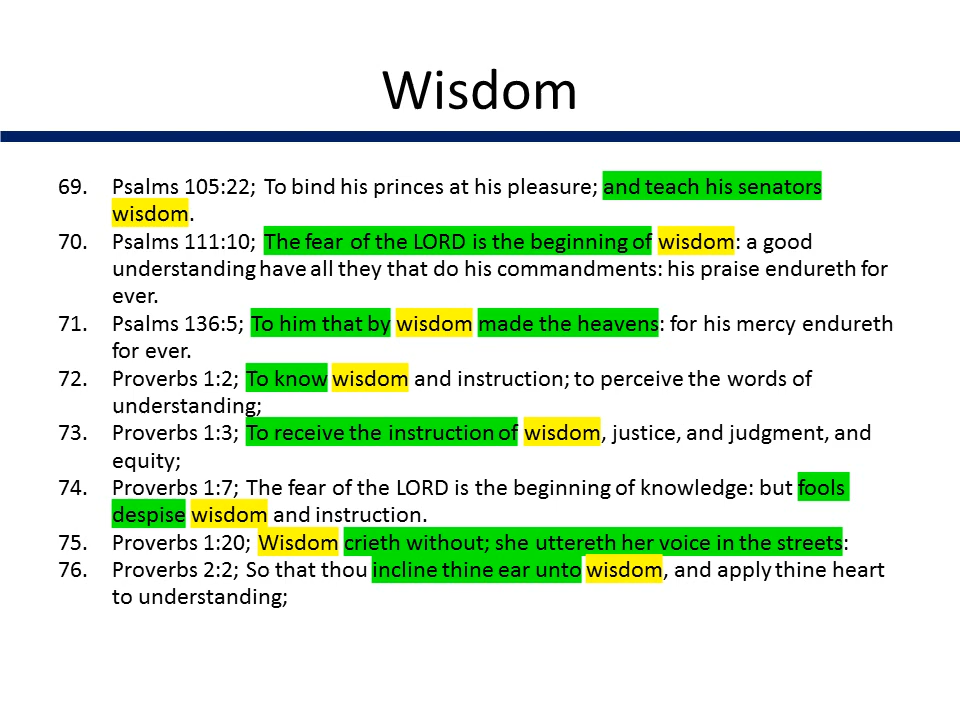 Wisdom
69. Psalms 105:22; To bind his princes at his pleasure; and teach his senators
wisdom.
70. Psalms 111:10; The fear of the LORD is the beginning of wisdom: a good
understanding have all they that do his commandments: his praise endureth for
ever.
71. Psalms 136:5; To him that by wisdom made the heavens: for his mercy endureth
for ever.
72. Proverbs 1:2; To know wisdom and instruction; to perceive the words of
understanding;
73. Proverbs 1:3; To receive the instruction of wisdom, justice, and judgment, and
equity;
74. Proverbs 1:7; The fear of the LORD is the beginning of knowledge: but fools
despise wisdom and instruction.
75. Proverbs 1:20; Wisdom crieth without; she uttereth her voice in the streets:
76. Proverbs 2:2; So that thou incline thine ear unto wisdom, and apply thine heart
to understanding;